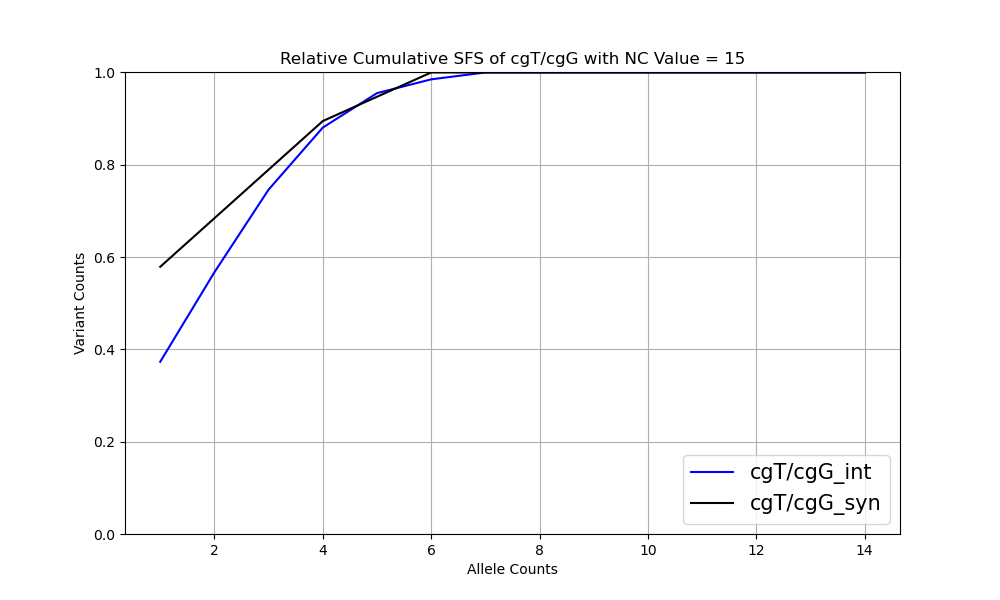 Relative Cumulative SFS of cgT/cgG with NC Value = 15
1.0
0.8
0.6
0.4
0.2
0.0
Variant Counts
2 4 6 8 10 12 14
Allele Counts
cgT/cgG_int
cgT/cgG_syn